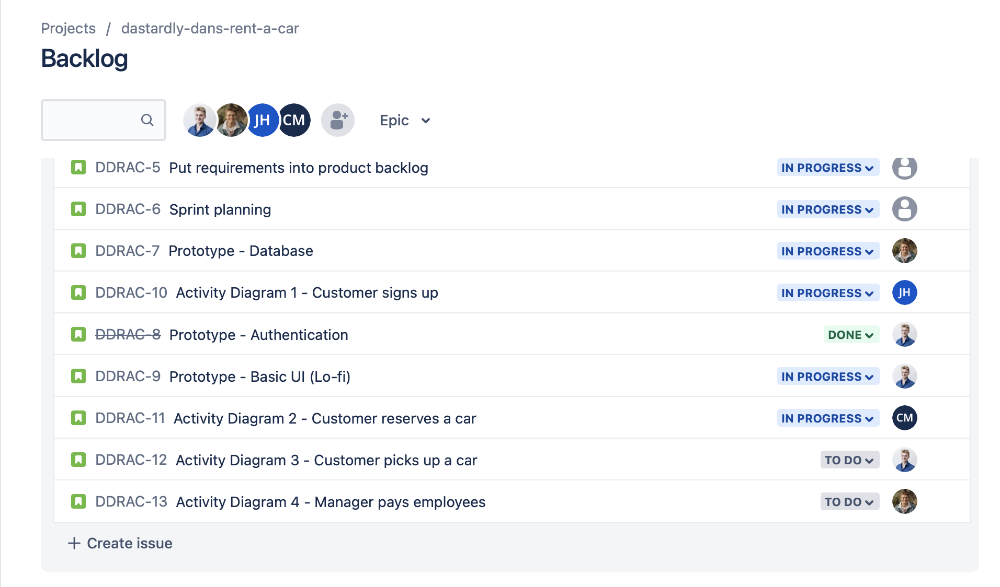 Projects / dastardly-dans-rent-a-car
Backlog
JH CM Epic
DDRAC-5 Put requirements into product backlog IN PROGRESS
DDRAC-6 Sprint planning IN PROGRESS
DDRAC-7 Prototype - Database IN PROGRESS
DDRAC-10 Activity Diagram 1 - Customer signs up IN PROGRESS JH
DDRAC-8 Prototype - Authentication DONE
DDRAC-9 Prototype - Basic UI (Lo-fi) IN PROGRESS
DDRAC-11 Activity Diagram 2 - Customer reserves a car IN PROGRESS CM
DDRAC-12 Activity Diagram 3 - Customer picks up a car TO DO
DDRAC-13 Activity Diagram 4 - Manager pays employees TO DO
+ Create issue